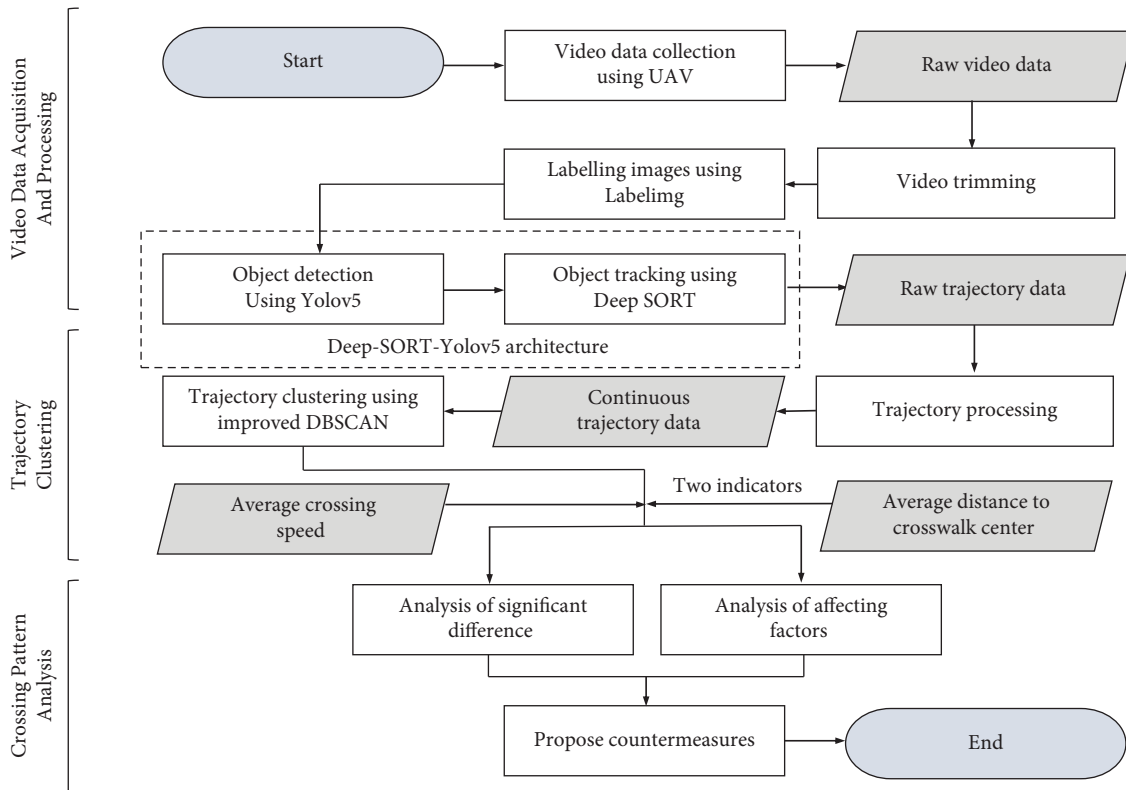 Video Data Acquisition
And Processing
Start
Video data collection
using UAV
Raw video data
Labelling images using
Labelimg
Video trimming
Object detection
Using Yolov5
Object tracking using
Deep SORT
Raw trajectory data
Deep-SORT-Yolov5 architecture
Trajectory
Clustering
Trajectory clustering using
improved DBSCAN
Continuous
trajectory data
Trajectory processing
Average crossing
speed
Two indicators
Average distance to
crosswalk center
Crossing Pattern
Analysis
Analysis of significant
difference
Analysis of affecting
factors
Propose countermeasures
End